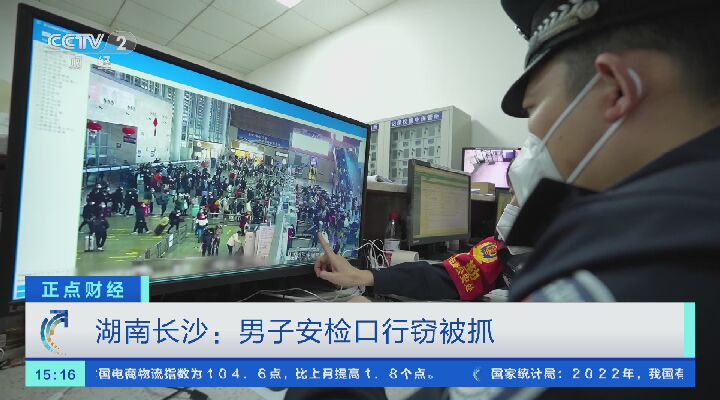 CCTV 2
财经
正点财经
湖南长沙：男子安检口行窃被抓
15:16 国电商物流指数为104.6点，比上月提高1.8个点。 国家统计局：2022年，我国有